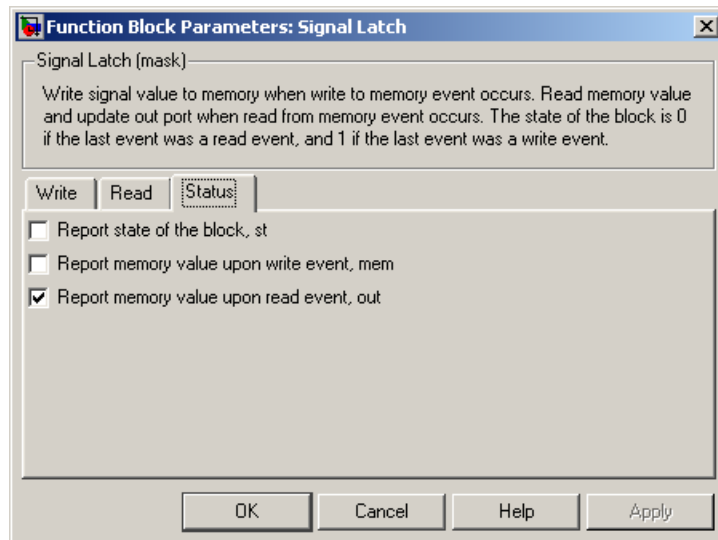 Function Block Parameters: Signal Latch
Signal Latch (mask)
Write signal value to memory when write to memory event occurs. Read memory value
and update out port when read from memory event occurs. The state of the block is 0
if the last event was a read event, and 1 if the last event was a write event.
Write Read Status
Report state of the block, st
Report memory value upon write event, mem
Report memory value upon read event, out
OK Cancel Help Apply